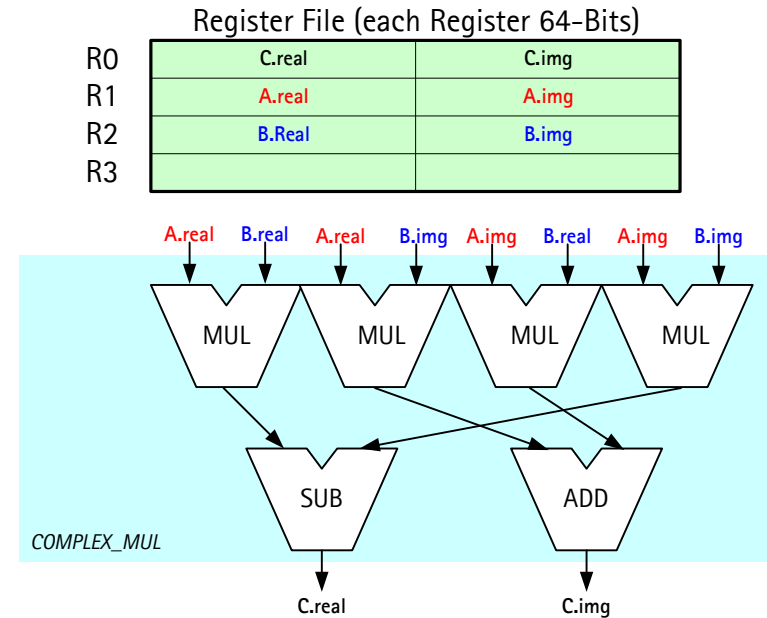 Register File (each Register 64-Bits)
R0 C.real C.img
R1 A.real A.img
R2 B.Real B.img
R3
A.real B.real A.real B.img A.img B.real A.img B.img
MUL MUL MUL MUL
SUB ADD
COMPLEX_MUL
C.real C.img